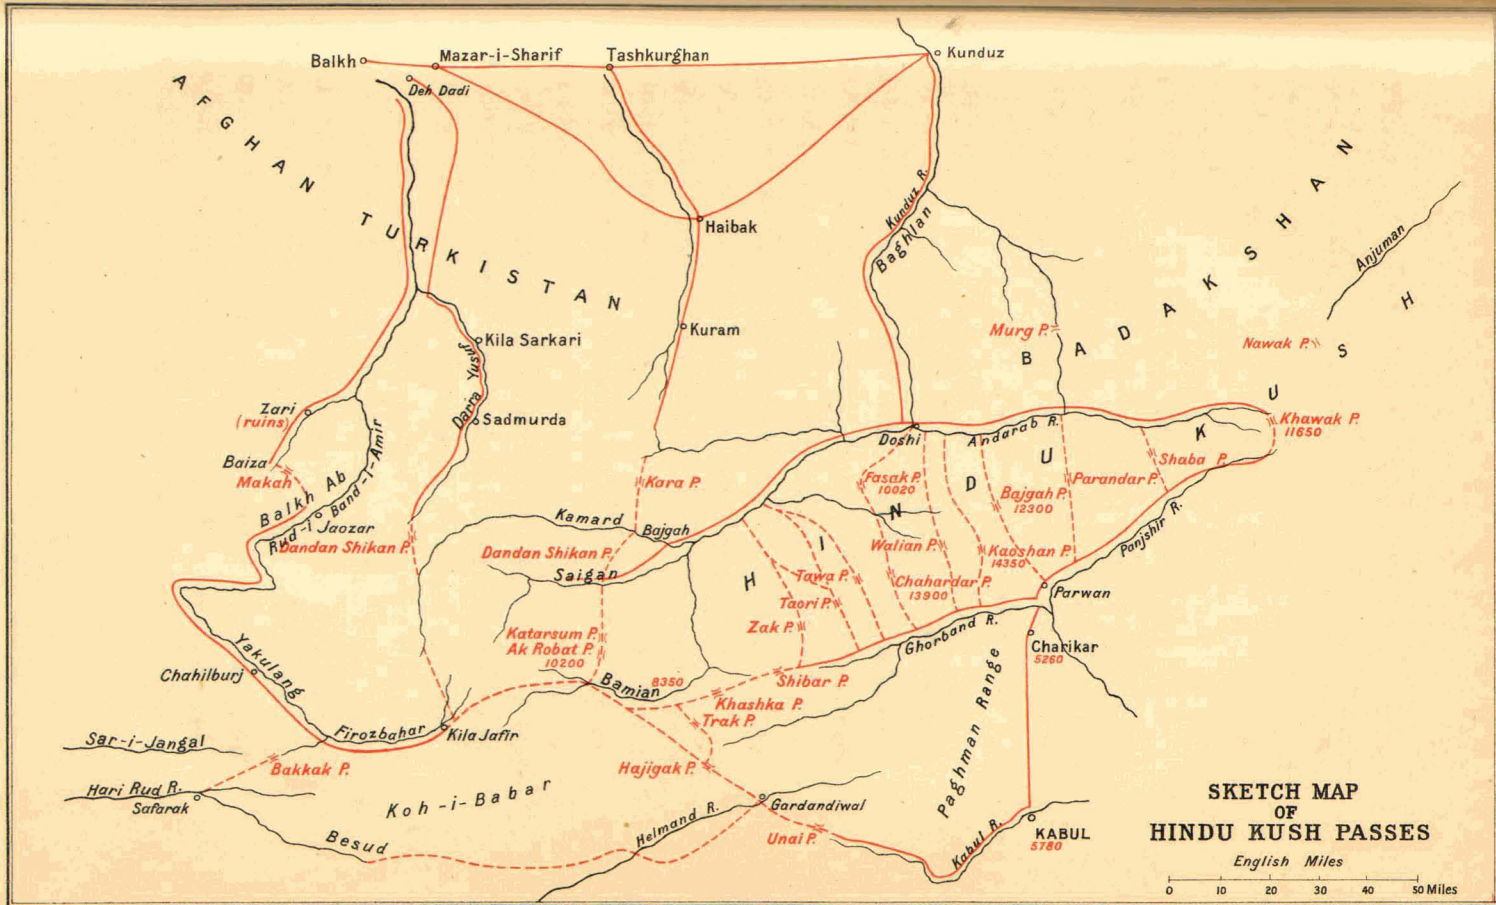 Balkh
Mazar-i-Sharif
Tashkurghan
Kunduz
Deh Dadi
AFGHAN TURKISTAN
Kunduz R.
Baghlan
Haibak
BADAKSHAN
Anjuman
HINDU KUSH
Kuram
Murg P.
Nawak P.
Kila Sarkari
Darra Yusuf
Sadmurda
Zari
(ruins)
Band-i-Amir
Doshi
Andarab R.
Khawak P.
11650
Baiza
Makah
Balkh Ab
Kara P.
Fasak P.
10020
Bajgah P.
12300
Parandar P.
Shaba P.
Rud-i
Jaozar
Dandan Shikan P.
Kamard
Bajgah
Dandan Shikan P.
Saigan
Walian P.
Kaoshan P.
14350
Panjshir R.
Tawa P.
Chahardar P.
13900
Taori P.
Parwan
Zak P.
Katarsum P.
Ak Robat P.
10200
Ghorband R.
Charikar
5260
Yakulang
Chahilburj
Bamian
8350
Shibar P.
Khashka P.
Trak P.
Paghman Range
Firozbahar
Kila Jafir
Sar-i-Jangal
Bakkak P.
Hajigak P.
Hari Rud R.
Safarak
Koh-i-Babar
Gardandiwal
Helmand R.
Besud
Unai P.
Kabul R.
KABUL
5780
SKETCH MAP
OF
HINDU KUSH PASSES
English Miles
0 10 20 30 40 50 Miles